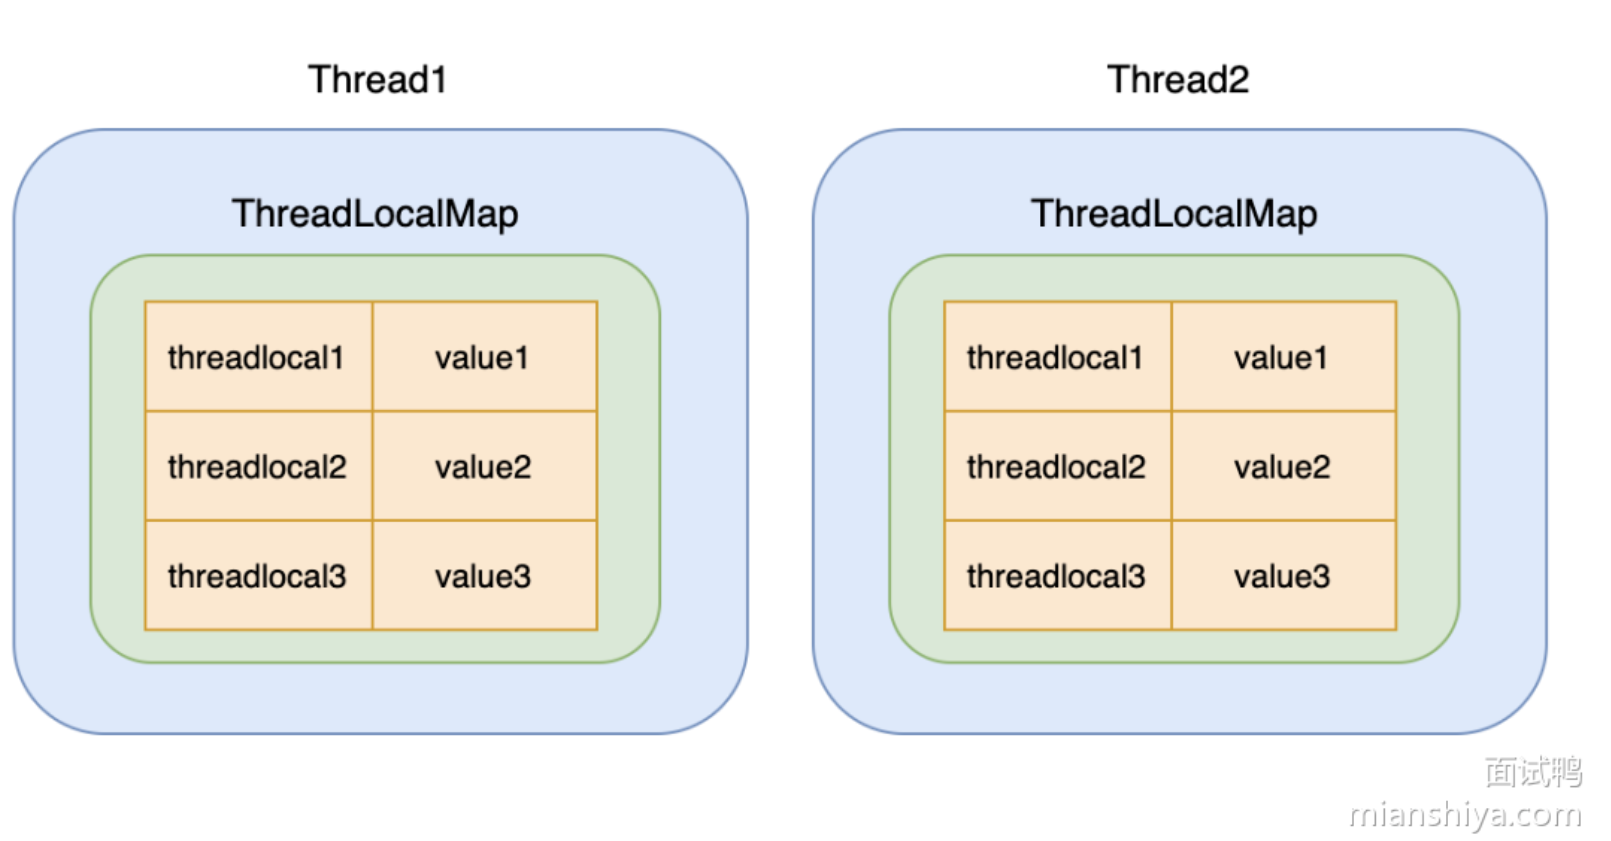 Thread1
ThreadLocalMap
threadlocal1 value1
threadlocal2 value2
threadlocal3 value3
Thread2
ThreadLocalMap
threadlocal1 value1
threadlocal2 value2
threadlocal3 value3
面试鸭
mianshiya.com